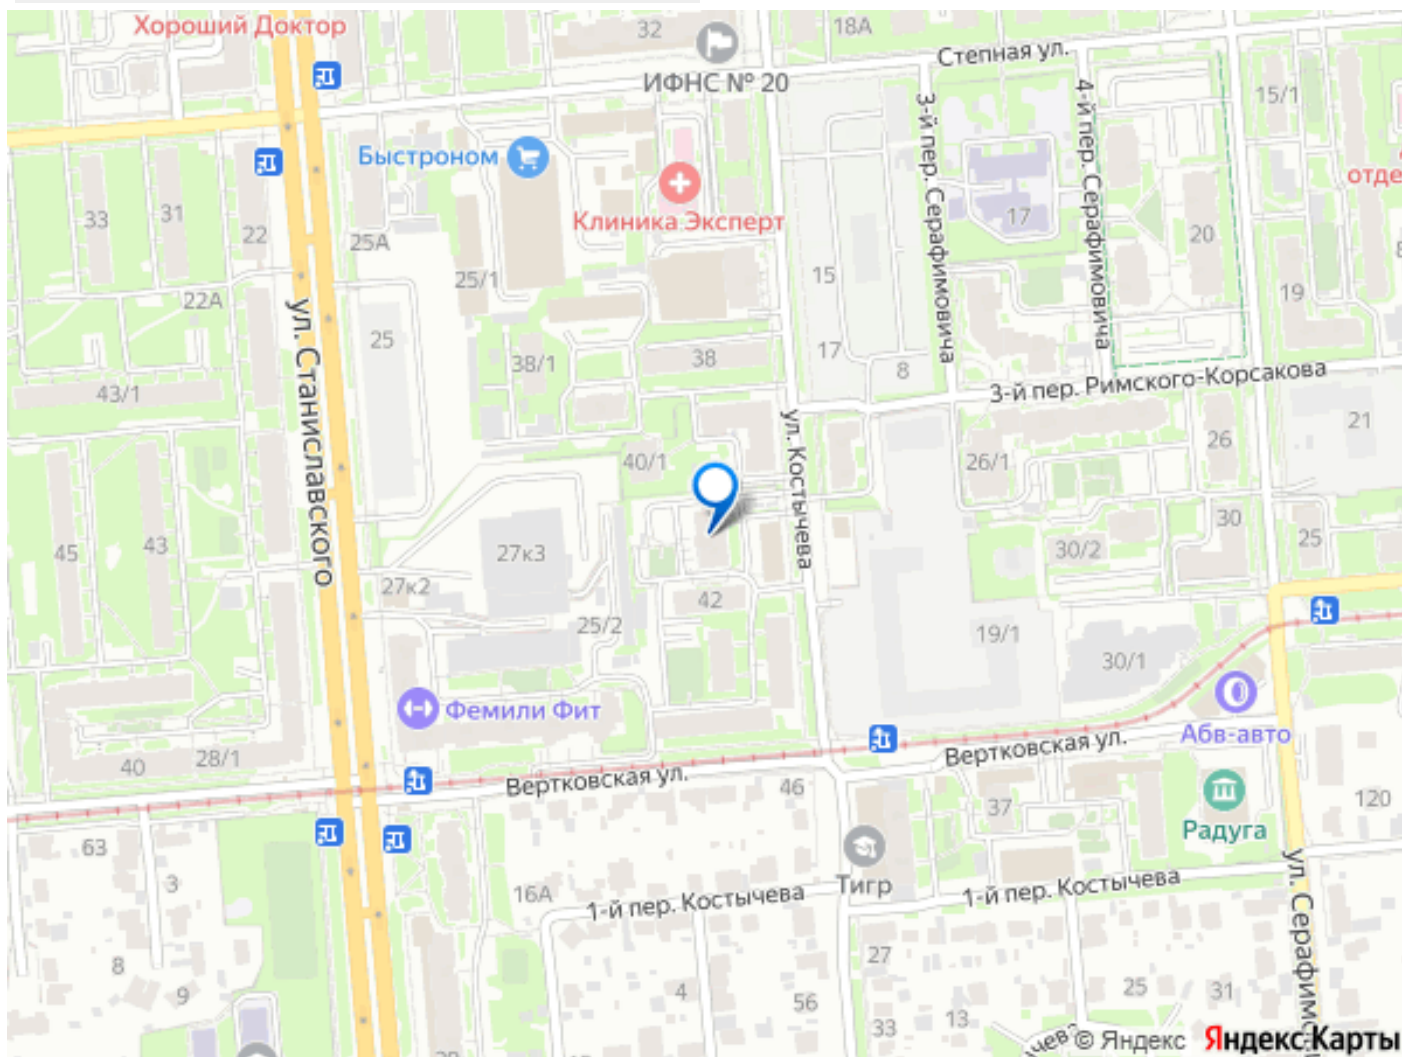 Хороший Доктор
32
18А
Степная ул.
ИФНС № 20
15/1
Быстроном
3-й пер. Серафимовича
4-й пер. Серафимовича
отде
Клиника Эксперт
33
31
22
25А
17
20
25/1
15
19
22А
ул. Станиславского
25
38/1
38
17
8
3-й пер. Римского-Корсакова
43/1
ул. Костычева
21
26
40/1
26/1
45
43
27к3
30
25
30/2
27к2
42
25/2
19/1
30/1
Фемили Фит
Абв-авто
40
28/1
Вертковская ул.
Вертковская ул.
46
37
120
Радуга
63
3
Тигр
16А
1-й пер. Костычева
1-й пер. Костычева
ул. Серафимо
27
8
9
4
56
25
31
33
13
чева
© Яндекс Яндекс Карты